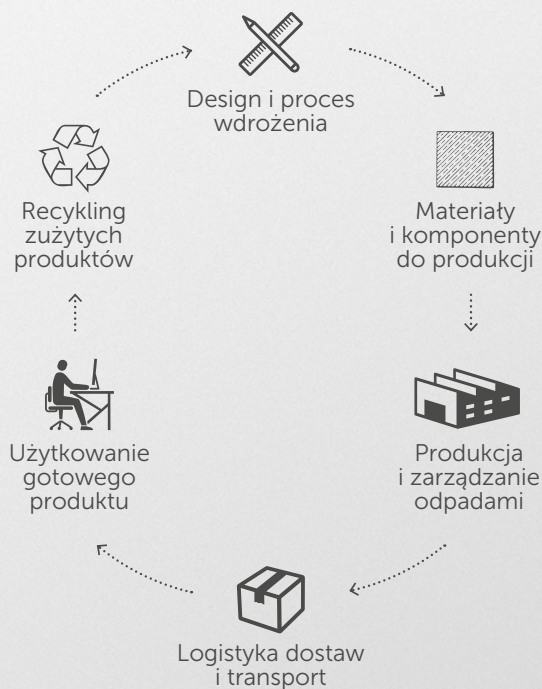 Design i proces
wdrożenia
Materiały
i komponenty
do produkcji
Produkcja
i zarządzanie
odpadami
Logistyka dostaw
i transport
Użytkowanie
gotowego
produktu
Recykling
zużytych
produktów